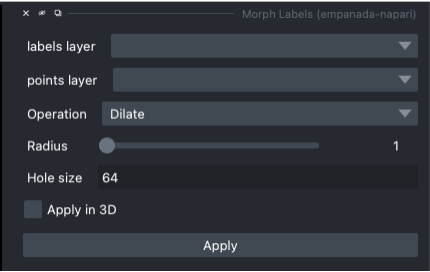 Morph Labels (empanada-napari)
labels layer
points layer
Operation Dilate
Radius 1
Hole size 64
Apply in 3D
Apply